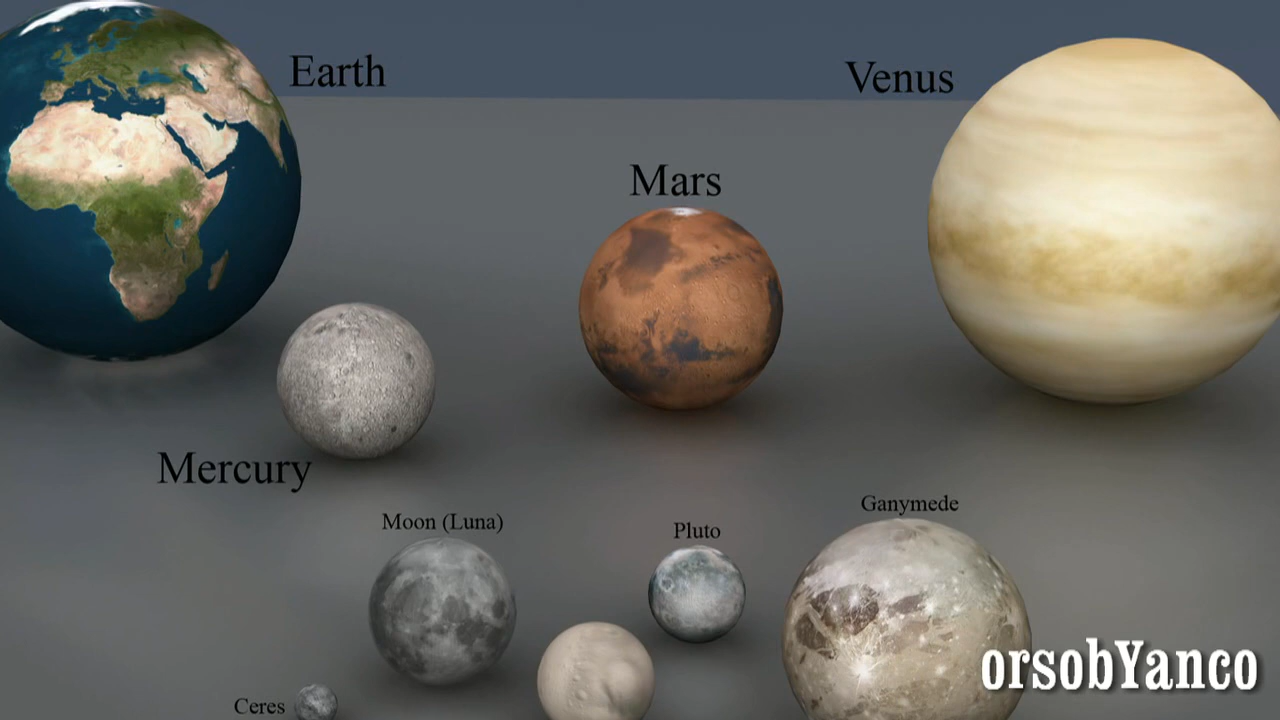 Earth
Venus
Mars
Mercury
Moon (Luna)
Pluto
Ganymede
Ceres
orsobYanco